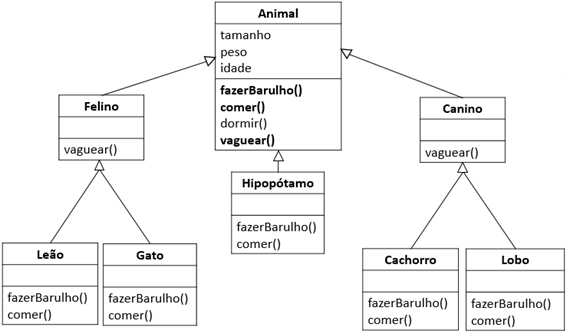 Animal
tamanho
peso
idade
fazerBarulho()
comer()
dormir()
vaguear()
Felino
vaguear()
Canino
vaguear()
Hipopótamo
fazerBarulho()
comer()
Leão
fazerBarulho()
comer()
Gato
fazerBarulho()
comer()
Cachorro
fazerBarulho()
comer()
Lobo
fazerBarulho()
comer()